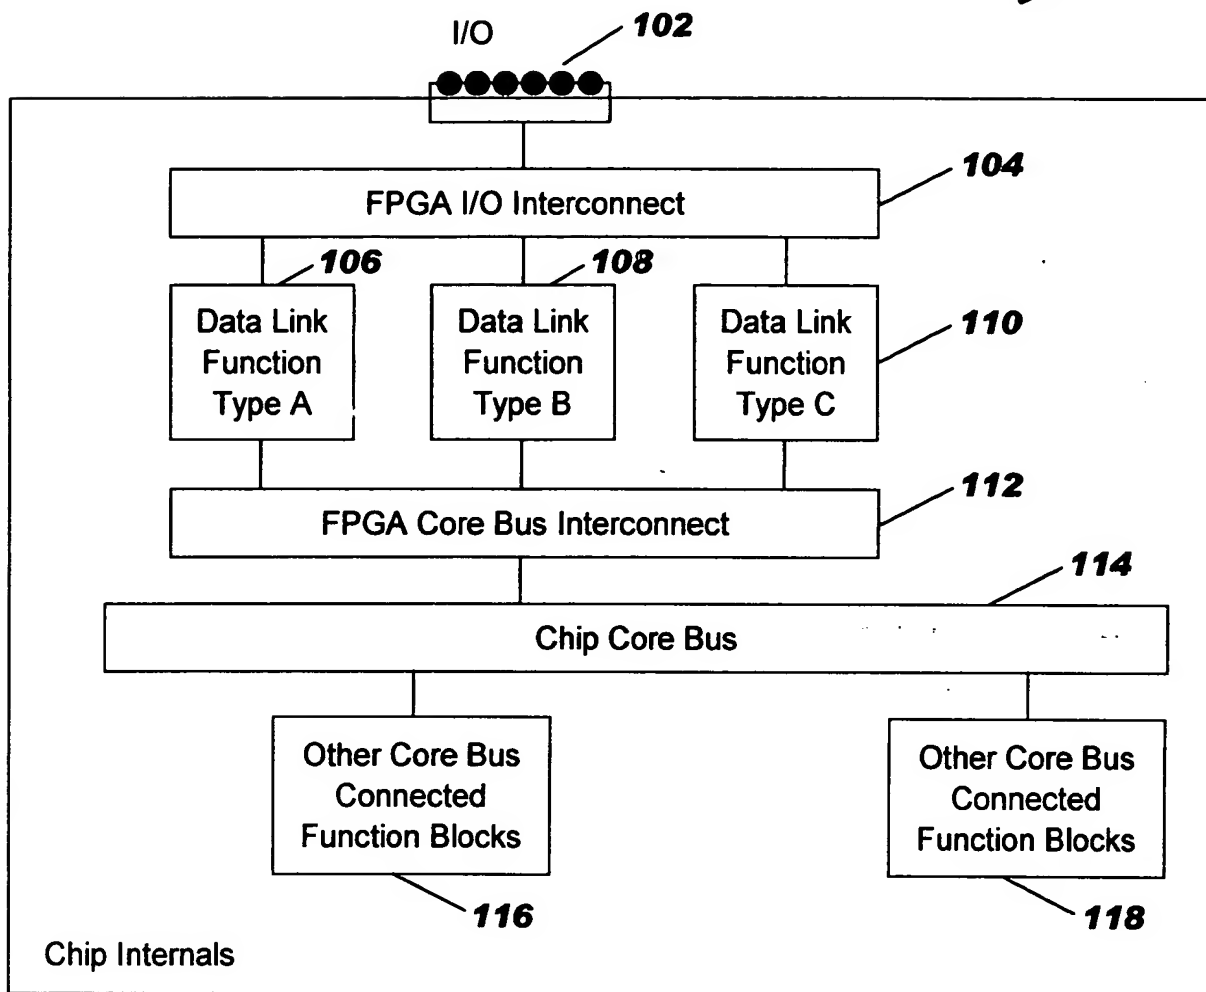 I/O
102
104
FPGA I/O Interconnect
106
108
Data Link
Function
Type A
Data Link
Function
Type B
Data Link
Function
Type C
110
112
FPGA Core Bus Interconnect
114
Chip Core Bus
Other Core Bus
Connected
Function Blocks
Other Core Bus
Connected
Function Blocks
116
118
Chip Internals